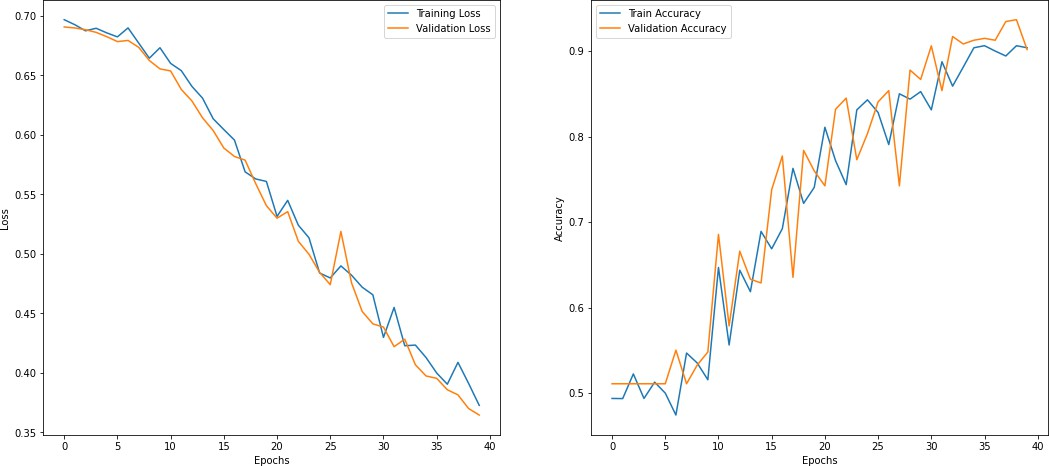 Training Loss
Validation Loss
0.70
0.65
0.60
0.55
0.50
0.45
0.40
0.35
Loss
0 5 10 15 20 25 30 35 40
Epochs
Train Accuracy
Validation Accuracy
0.9
0.8
0.7
0.6
0.5
Accuracy
0 5 10 15 20 25 30 35 40
Epochs